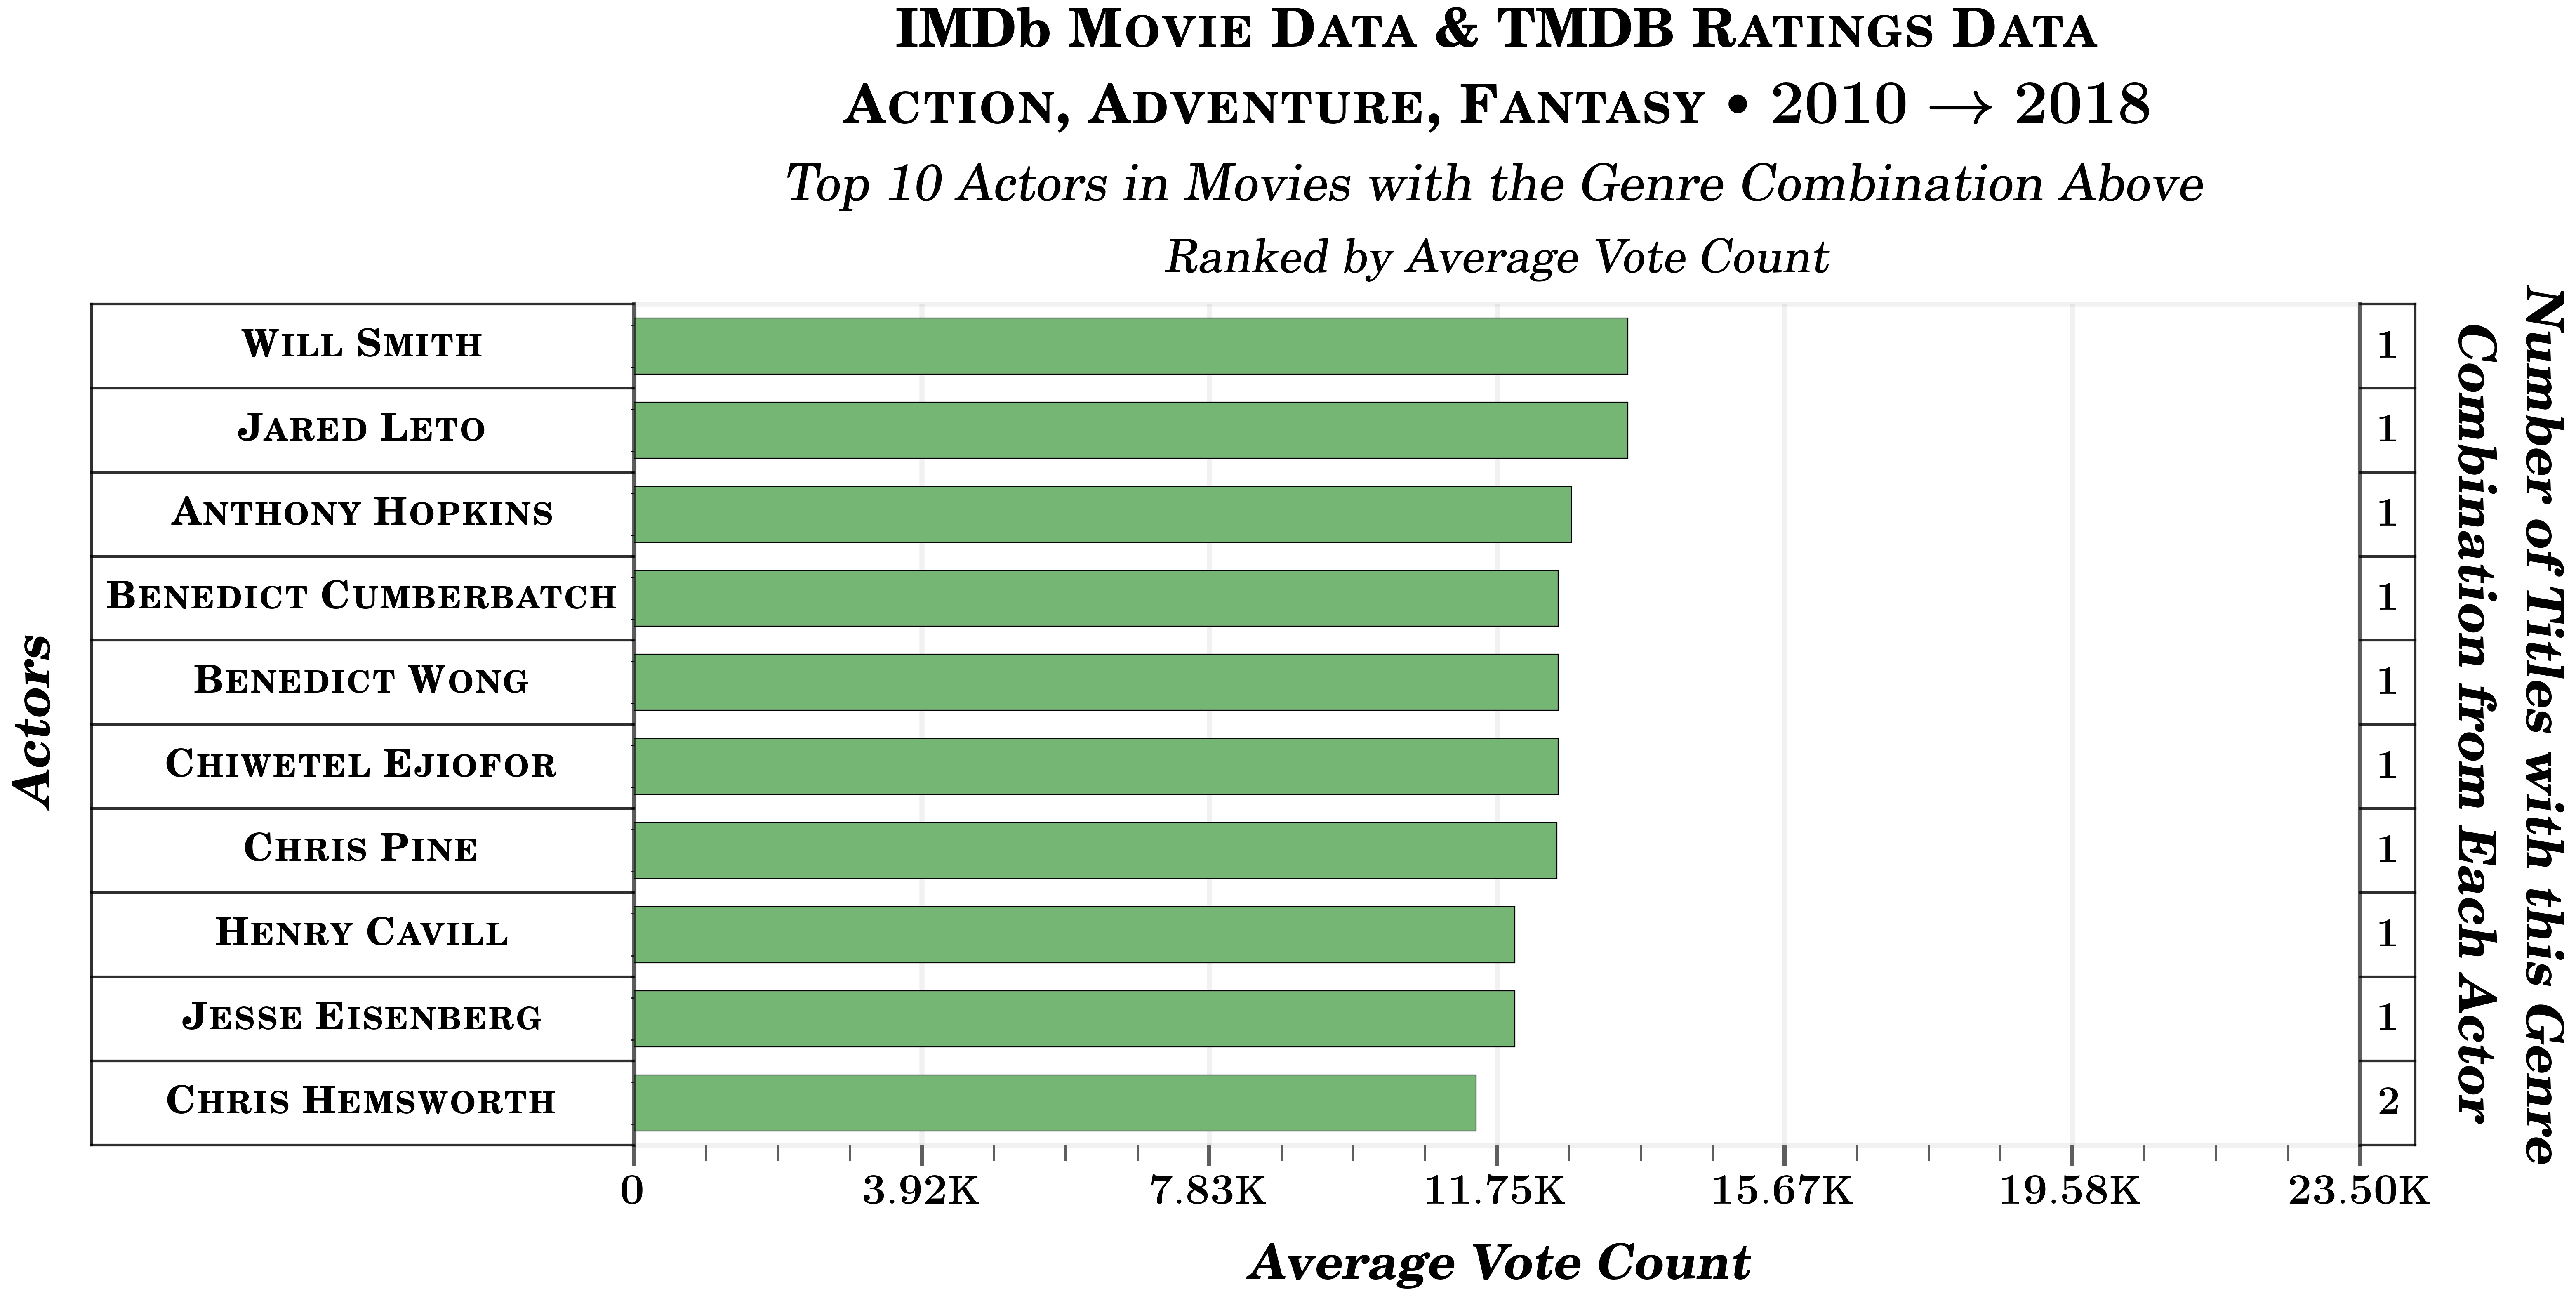 IMDb Movie Data & TMDB Ratings Data
Action, Adventure, Fantasy • 2010 → 2018
Top 10 Actors in Movies with the Genre Combination Above
Ranked by Average Vote Count
Actors
Will Smith
1
Jared Leto
1
Anthony Hopkins
1
Benedict Cumberbatch
1
Benedict Wong
1
Chiwetel Ejiofor
1
Chris Pine
1
Henry Cavill
1
Jesse Eisenberg
1
Chris Hemsworth
2
Number of Titles with this Genre
Combination from Each Actor
0 3.92K 7.83K 11.75K 15.67K 19.58K 23.50K
Average Vote Count